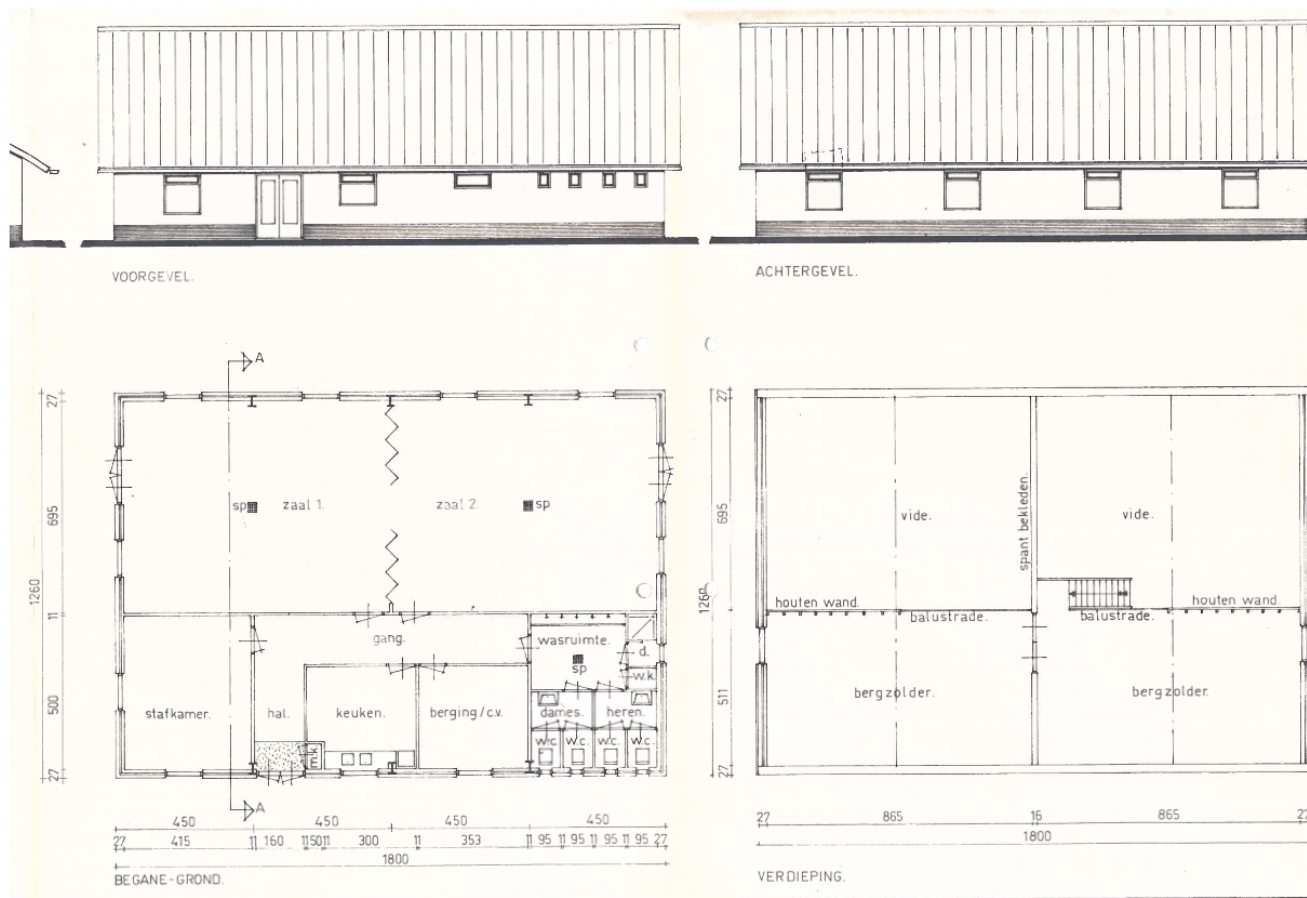 VOORGEVEL.
ACHTERGEVEL.
A
27
695
11
500
27
1260
sp
zaal 1.
zaal 2.
sp
gang.
wasruimte.
sp
d.
w.k.
stafkamer.
hal.
keuken.
berging/c.v.
dames.
heren.
m.k.
w.c.
w.c.
w.c.
w.c.
A
450 450 450 450
27 415 11 160 11 50 11 300 11 353 11 95 11 95 11 95 11 95 27
1800
BEGANE-GROND.
27
695
511
27
1260
vide.
vide.
spant bekleden.
houten wand.
balustrade.
balustrade.
houten wand.
bergzolder.
bergzolder.
27 865 16 865
1800
VERDIEPING.